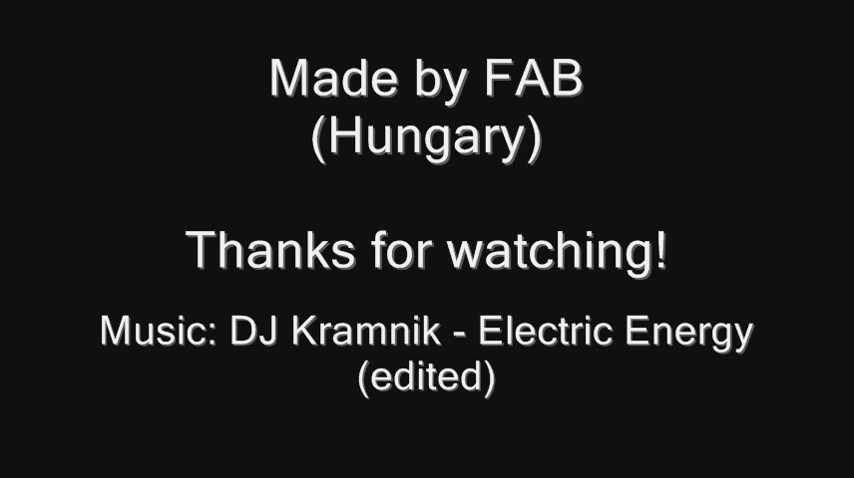 Made by FAB
(Hungary)
Thanks for watching!
Music: DJ Kramnik - Electric Energy
(edited)